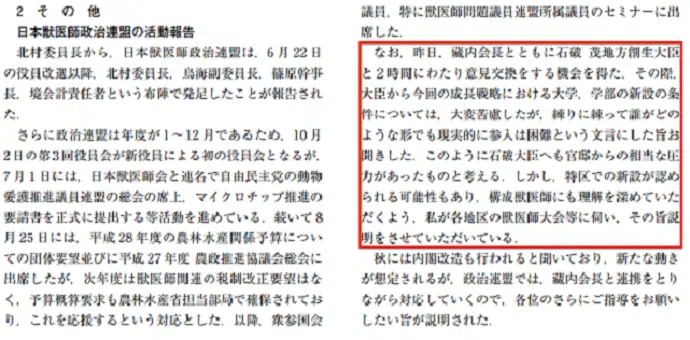 2 その他
日本獣医師政治連盟の活動報告
北村委員長から、日本獣医師政治連盟は、6月22日
の役員改選以降、北村委員長、鳥海副委員長、篠原幹事
長、境会計責任者という布陣で発足したことが報告され
た.
さらに政治連盟は年度が1〜12月であるため、10月
2日の第3回役員会が新役員による初の役員会となるが、
7月1日には、日本獣医師会と連名で自由民主党の動物
愛護推進議員連盟の総会の席上、マイクロチップ推進の
要請書を正式に提出する等活動を進めている. 続いて8
月25日には、平成28年度の農林水産関係予算につい
ての団体要望並びに平成27年度 農政推進協議会総会に
出席したが、次年度は獣医師関連の税制改正要望はな
く、予算概算要求も農林水産省担当部局で確保されてお
り、これを応援するという対応とした. 以降、衆参国会
議員、特に獣医師問題議員連盟所属議員のセミナーに出
席した.
なお、昨日、蔵内会長とともに石破 茂地方創生大臣
と2時間にわたり意見交換をする機会を得た. その際、
大臣から今回の成長戦略における大学、学部の新設の条
件については、大変苦慮したが、練りに練って誰がどの
ような形でも現実的に参入は困難という文言にした旨お
聞きした. このように石破大臣へも官邸からの相当な圧
力があったものと考える. しかし、特区での新設が認め
られる可能性もあり、構成獣医師にも理解を深めていた
だくよう、私が各地区の獣医師大会等に伺い、その旨説
明をさせていただいている.
秋には内閣改造も行われると聞いており、新たな動き
が想定されるが、政治連盟では、蔵内会長と連携をとり
ながら対応していくので、各位のさらにご指導をお願い
したい旨が説明された.